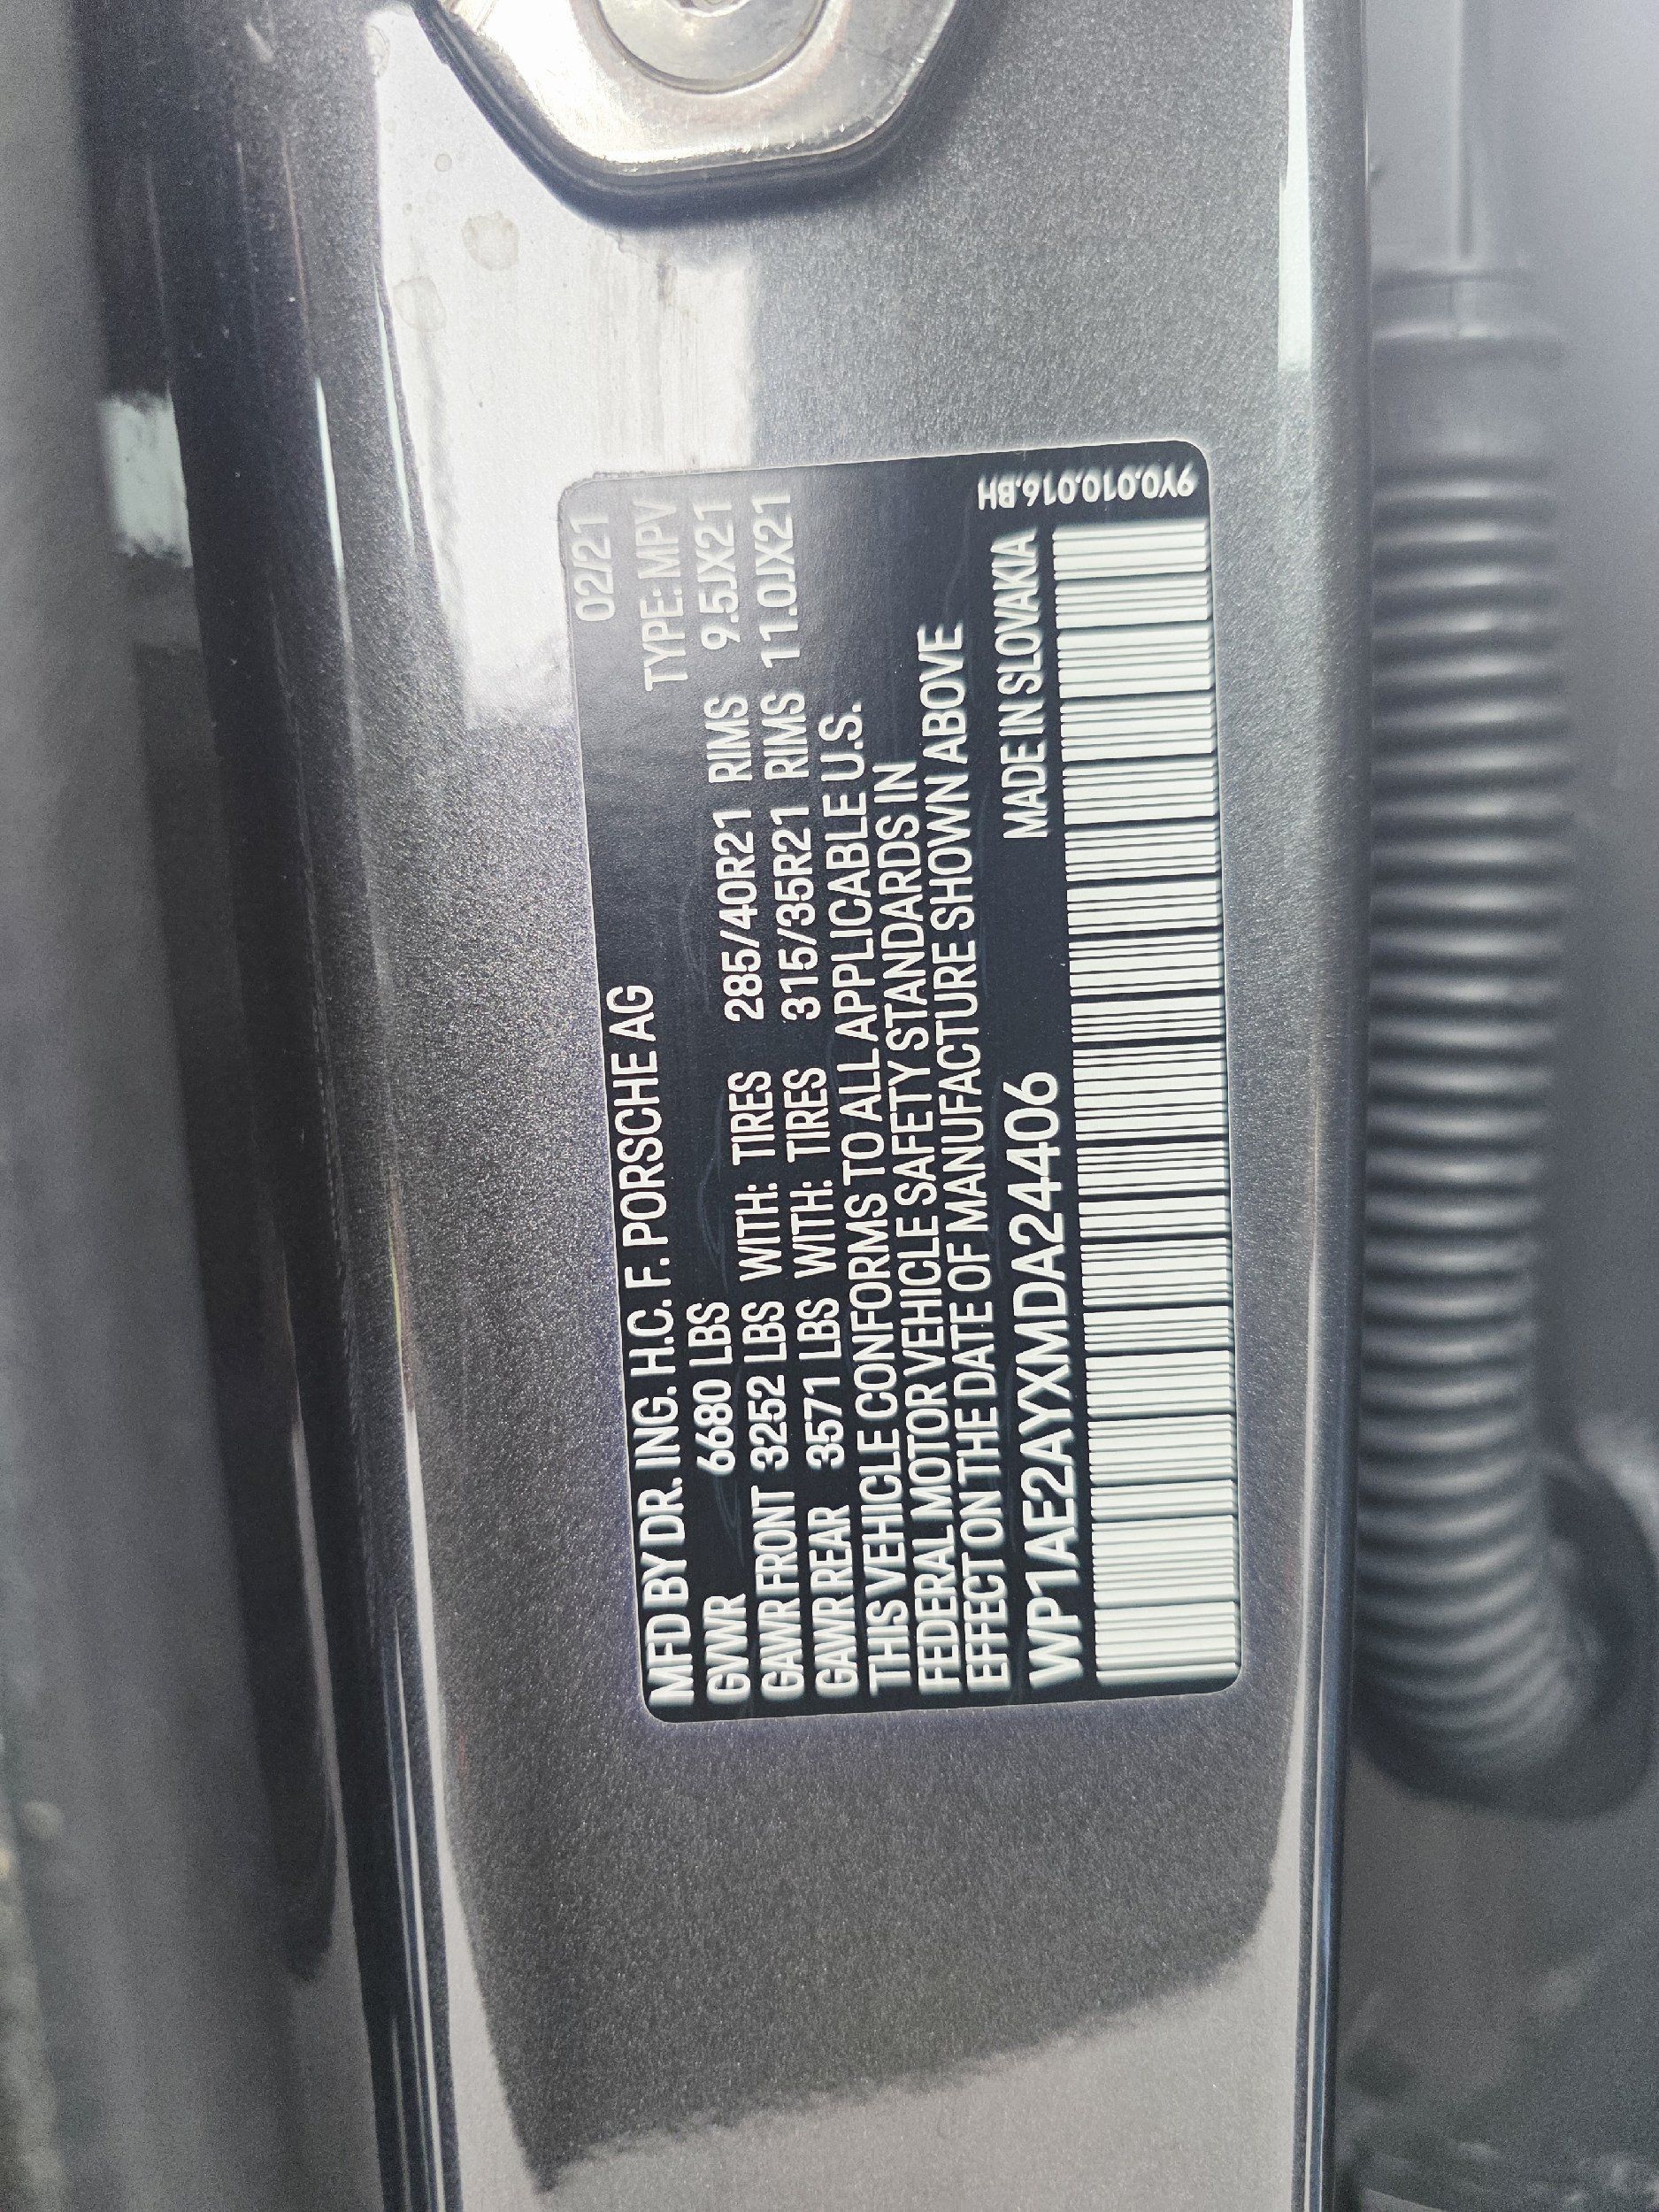 MFD BY DR. ING. H.C. F. PORSCHE AG 02/21
GVWR 6680 LBS TYPE: MPV
GAWR FRONT 3252 LBS WITH: TIRES 285/40R21 RIMS 9.5JX21
GAWR REAR 3571 LBS WITH: TIRES 315/35R21 RIMS 11.0JX21
THIS VEHICLE CONFORMS TO ALL APPLICABLE U.S.
FEDERAL MOTOR VEHICLE SAFETY STANDARDS IN
EFFECT ON THE DATE OF MANUFACTURE SHOWN ABOVE
WP1AE2AYXMDA24406 MADE IN SLOVAKIA
9Y0.010.016.BH